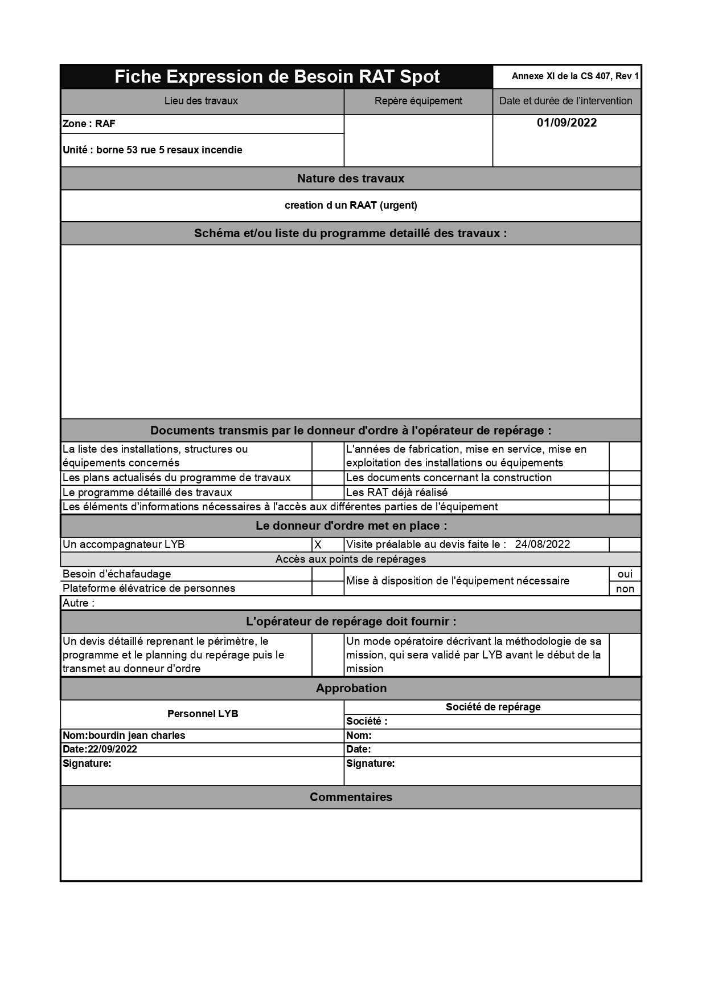 Fiche Expression de Besoin RAT Spot
Annexe XI de la CS 407, Rev 1
Lieu des travaux
Repère équipement
Date et durée de l’intervention
Zone : RAF
01/09/2022
Unité : borne 53 rue 5 resaux incendie
Nature des travaux
creation d un RAAT (urgent)
Schéma et/ou liste du programme detaillé des travaux :
Documents transmis par le donneur d'ordre à l'opérateur de repérage :
La liste des installations, structures ou
équipements concernés
L'années de fabrication, mise en service, mise en
exploitation des installations ou équipements
Les plans actualisés du programme de travaux
Les documents concernant la construction
Le programme détaillé des travaux
Les RAT déjà réalisé
Les éléments d'informations nécessaires à l'accès aux différentes parties de l'équipement
Le donneur d'ordre met en place :
Un accompagnateur LYB
X
Visite préalable au devis faite le : 24/08/2022
Accès aux points de repérages
Besoin d'échafaudage
Mise à disposition de l'équipement nécessaire
oui
Plateforme élévatrice de personnes
non
Autre :
L'opérateur de repérage doit fournir :
Un devis détaillé reprenant le périmètre, le
programme et le planning du repérage puis le
transmet au donneur d'ordre
Un mode opératoire décrivant la méthodologie de sa
mission, qui sera validé par LYB avant le début de la
mission
Approbation
Personnel LYB
Société de repérage
Société :
Nom:bourdin jean charles
Nom:
Date:22/09/2022
Date:
Signature:
Signature:
Commentaires